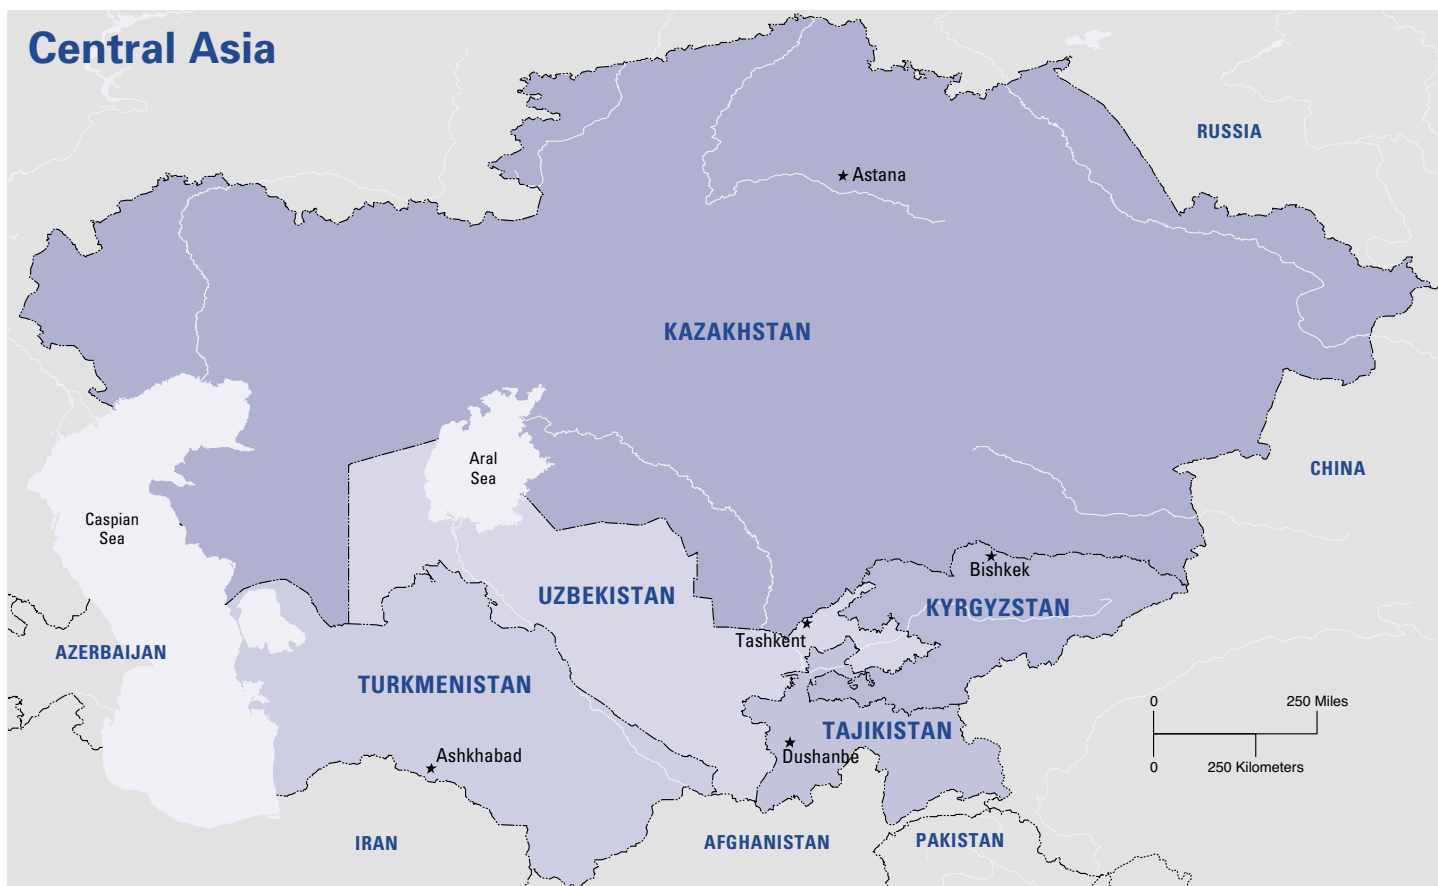 Central Asia
RUSSIA
Astana
KAZAKHSTAN
Aral
Sea
CHINA
Caspian
Sea
Bishkek
UZBEKISTAN
KYRGYZSTAN
Tashkent
AZERBAIJAN
TURKMENISTAN
0 250 Miles
TAJIKISTAN
Ashkhabad
Dushanbe
0 250 Kilometers
IRAN
AFGHANISTAN
PAKISTAN